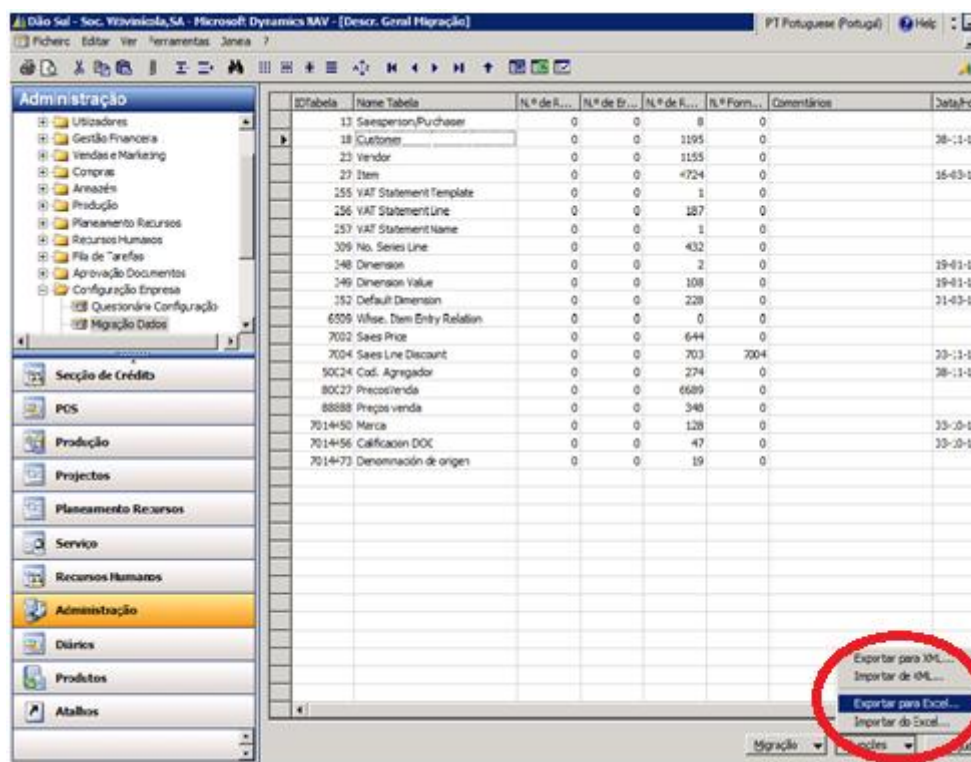 Dão Sul - Soc. Vitivinícola,SA - Microsoft Dynamics NAV - [Descr. Geral Migração]
PT Portuguese (Portugal) Help
Ficheiro Editar Ver Ferramentas Janela ?
Administração
Utilizadores
Gestão Financeira
Vendas e Marketing
Compras
Armazém
Produção
Planeamento Recursos
Recursos Humanos
Fila de Tarefas
Aprovação Documentos
Configuração Empresa
Questionário Configuração
Migração Dados
Secção de Crédito
POS
Produção
Projectos
Planeamento Recursos
Serviço
Recursos Humanos
Administração
Diários
Produtos
Atalhos
IDTabela Nome Tabela N.º de R... N.º de Er... N.º de R... N.º Form... Comentários Data/H
13 Salesperson/Purchaser 0 0 8 0
18 Customer 0 0 1195 0
23 Vendor 0 0 1155 0
27 Item 0 0 4724 0
255 VAT Statement Template 0 0 1 0
256 VAT Statement Line 0 0 187 0
257 VAT Statement Name 0 0 1 0
309 No. Series Line 0 0 432 0
348 Dimension 0 0 2 0
349 Dimension Value 0 0 108 0
352 Default Dimension 0 0 228 0
6509 Whse. Item Entry Relation 0 0 0 0
7002 Sales Price 0 0 644 0
7004 Sales Line Discount 0 0 703 7004
50024 Cod. Agregador 0 0 274 0
80027 PrecosVenda 0 0 6689 0
88888 Preços venda 0 0 348 0
7014450 Marca 0 0 128 0
7014456 Calificacion DOC 0 0 47 0
7014473 Denominación de origen 0 0 19 0
Exportar para XML...
Importar de XML...
Exportar para Excel...
Importar do Excel...
Migração Funções